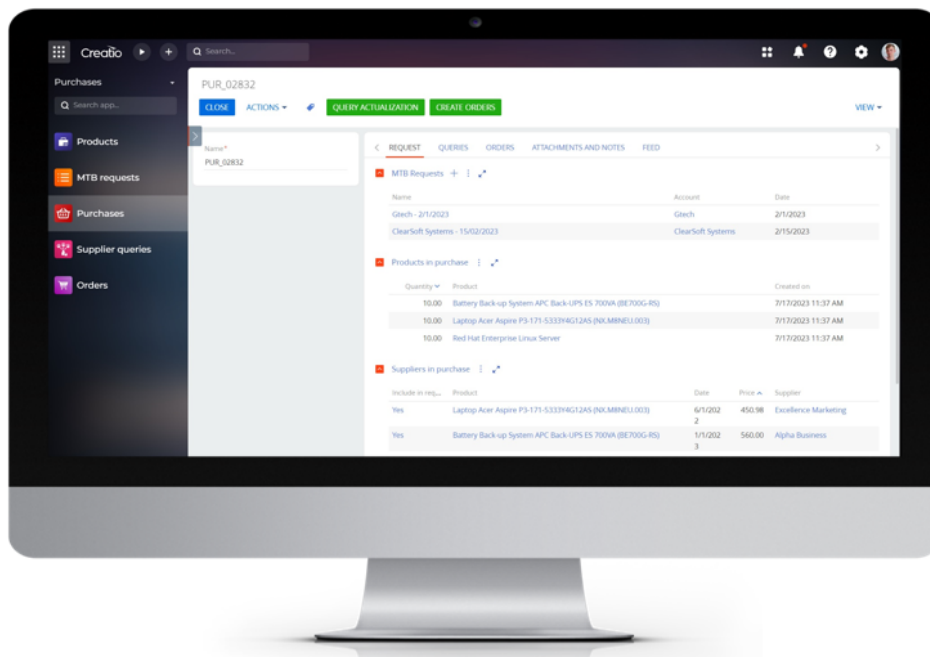 Creatio
Search...
Purchases
PUR_02832
CLOSE ACTIONS QUERY ACTUALIZATION CREATE ORDERS VIEW
Search app...
Products
MTB requests
Purchases
Supplier queries
Orders
Name*
PUR_02832
REQUEST QUERIES ORDERS ATTACHMENTS AND NOTES FEED
MTB Requests
Name Account Date
Gtech - 2/1/2023 Gtech 2/1/2023
ClearSoft Systems - 15/02/2023 ClearSoft Systems 2/15/2023
Products in purchase
Quantity Product Created on
10.00 Battery Back-up System APC Back-UPS ES 700VA (BE700G-RS) 7/17/2023 11:37 AM
10.00 Laptop Acer Aspire P3-171-5333Y4G12AS (NX.M8NEU.003) 7/17/2023 11:37 AM
10.00 Red Hat Enterprise Linux Server 7/17/2023 11:37 AM
Suppliers in purchase
Include in req... Product Date Price Supplier
Yes Laptop Acer Aspire P3-171-5333Y4G12AS (NX.M8NEU.003) 6/1/202 450.98 Excellence Marketing
2
Yes Battery Back-up System APC Back-UPS ES 700VA (BE700G-RS) 1/1/202 560.00 Alpha Business
3